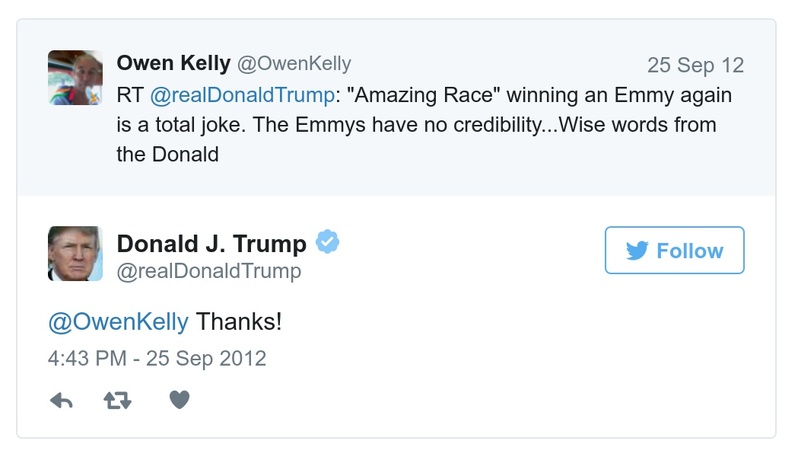 Owen Kelly @OwenKelly 25 Sep 12
RT @realDonaldTrump: "Amazing Race" winning an Emmy again
is a total joke. The Emmys have no credibility...Wise words from
the Donald
Donald J. Trump
@realDonaldTrump
Follow
@OwenKelly Thanks!
4:43 PM - 25 Sep 2012